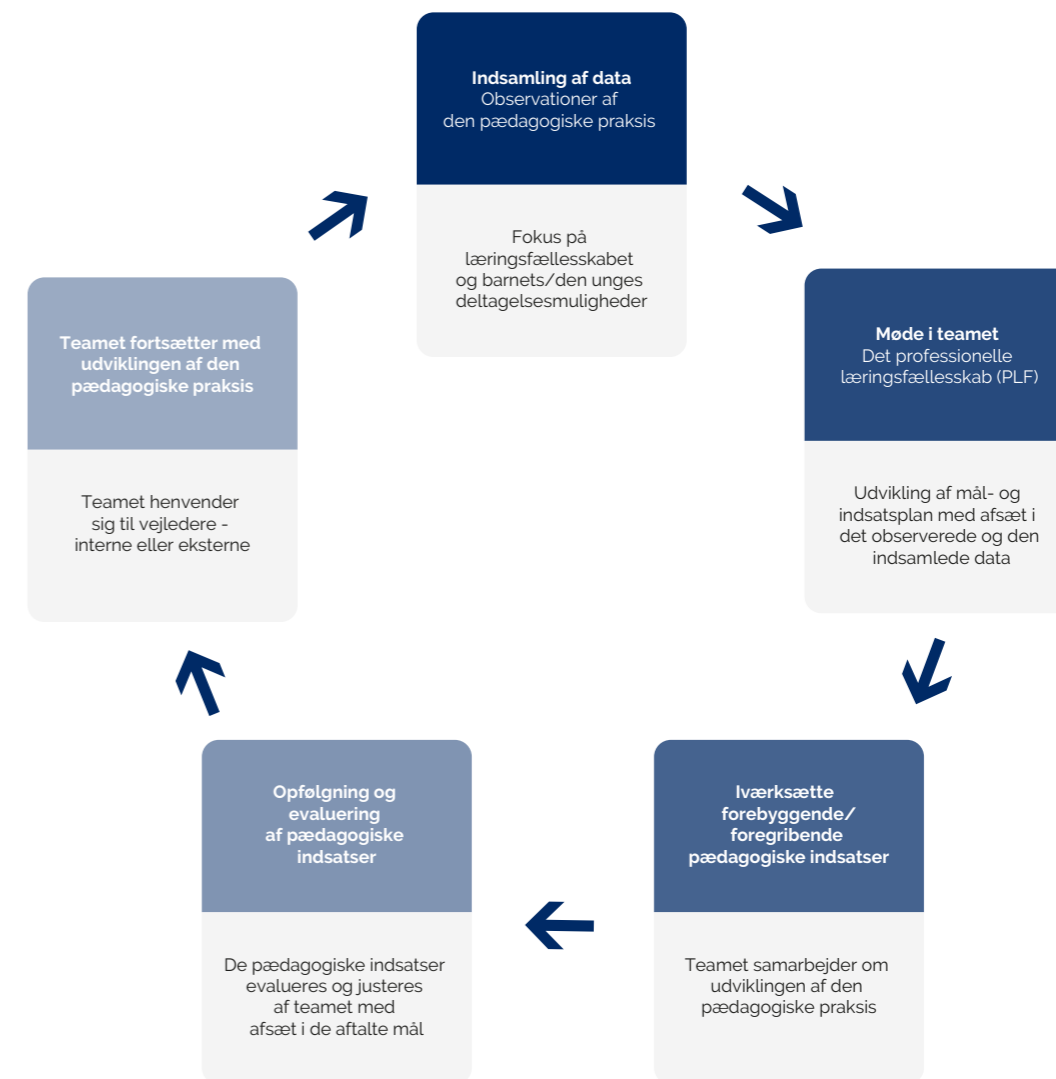 Indsamling af data
Observationer af
den pædagogiske praksis
Fokus på
læringsfællesskabet
og barnets/den unges
deltagelsesmuligheder
Møde i teamet
Det professionelle
læringsfællesskab (PLF)
Udvikling af mål- og
indsatsplan med afsæt i
det observerede og den
indsamlede data
Iværksætte
forebyggende/
foregribende
pædagogiske indsatser
Teamet samarbejder om
udviklingen af den
pædagogiske praksis
Opfølgning og
evaluering
af pædagogiske
indsatser
De pædagogiske indsatser
evalueres og justeres
af teamet med
afsæt i de aftalte mål
Teamet fortsætter med
udviklingen af den
pædagogiske praksis
Teamet henvender
sig til vejledere -
interne eller eksterne